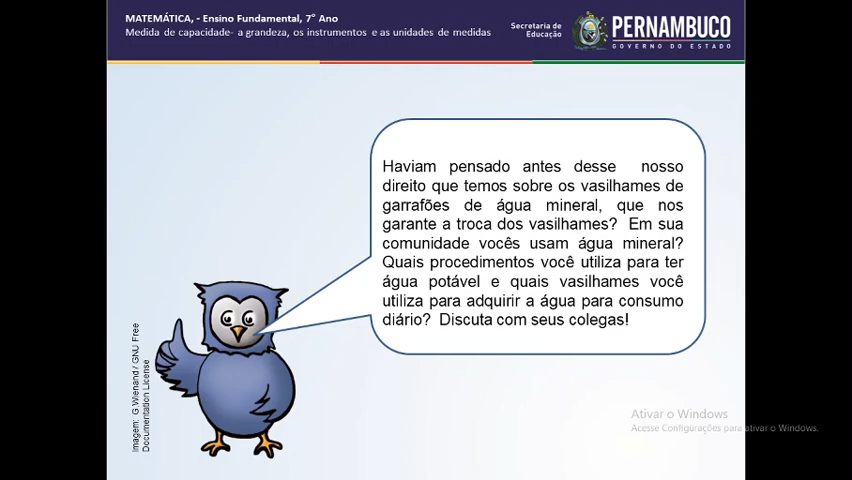 MATEMÁTICA, - Ensino Fundamental, 7º Ano
Medida de capacidade- a grandeza, os instrumentos e as unidades de medidas
Secretaria de
Educação
PERNAMBUCO
GOVERNO DO ESTADO
Haviam pensado antes desse nosso
direito que temos sobre os vasilhames de
garrafões de água mineral, que nos
garante a troca dos vasilhames? Em sua
comunidade vocês usam água mineral?
Quais procedimentos você utiliza para ter
água potável e quais vasilhames você
utiliza para adquirir a água para consumo
diário? Discuta com seus colegas!
Imagem: G.Wienand / GNU Free
Documentation License
Ativar o Windows
Acesse Configurações para ativar o Windows.